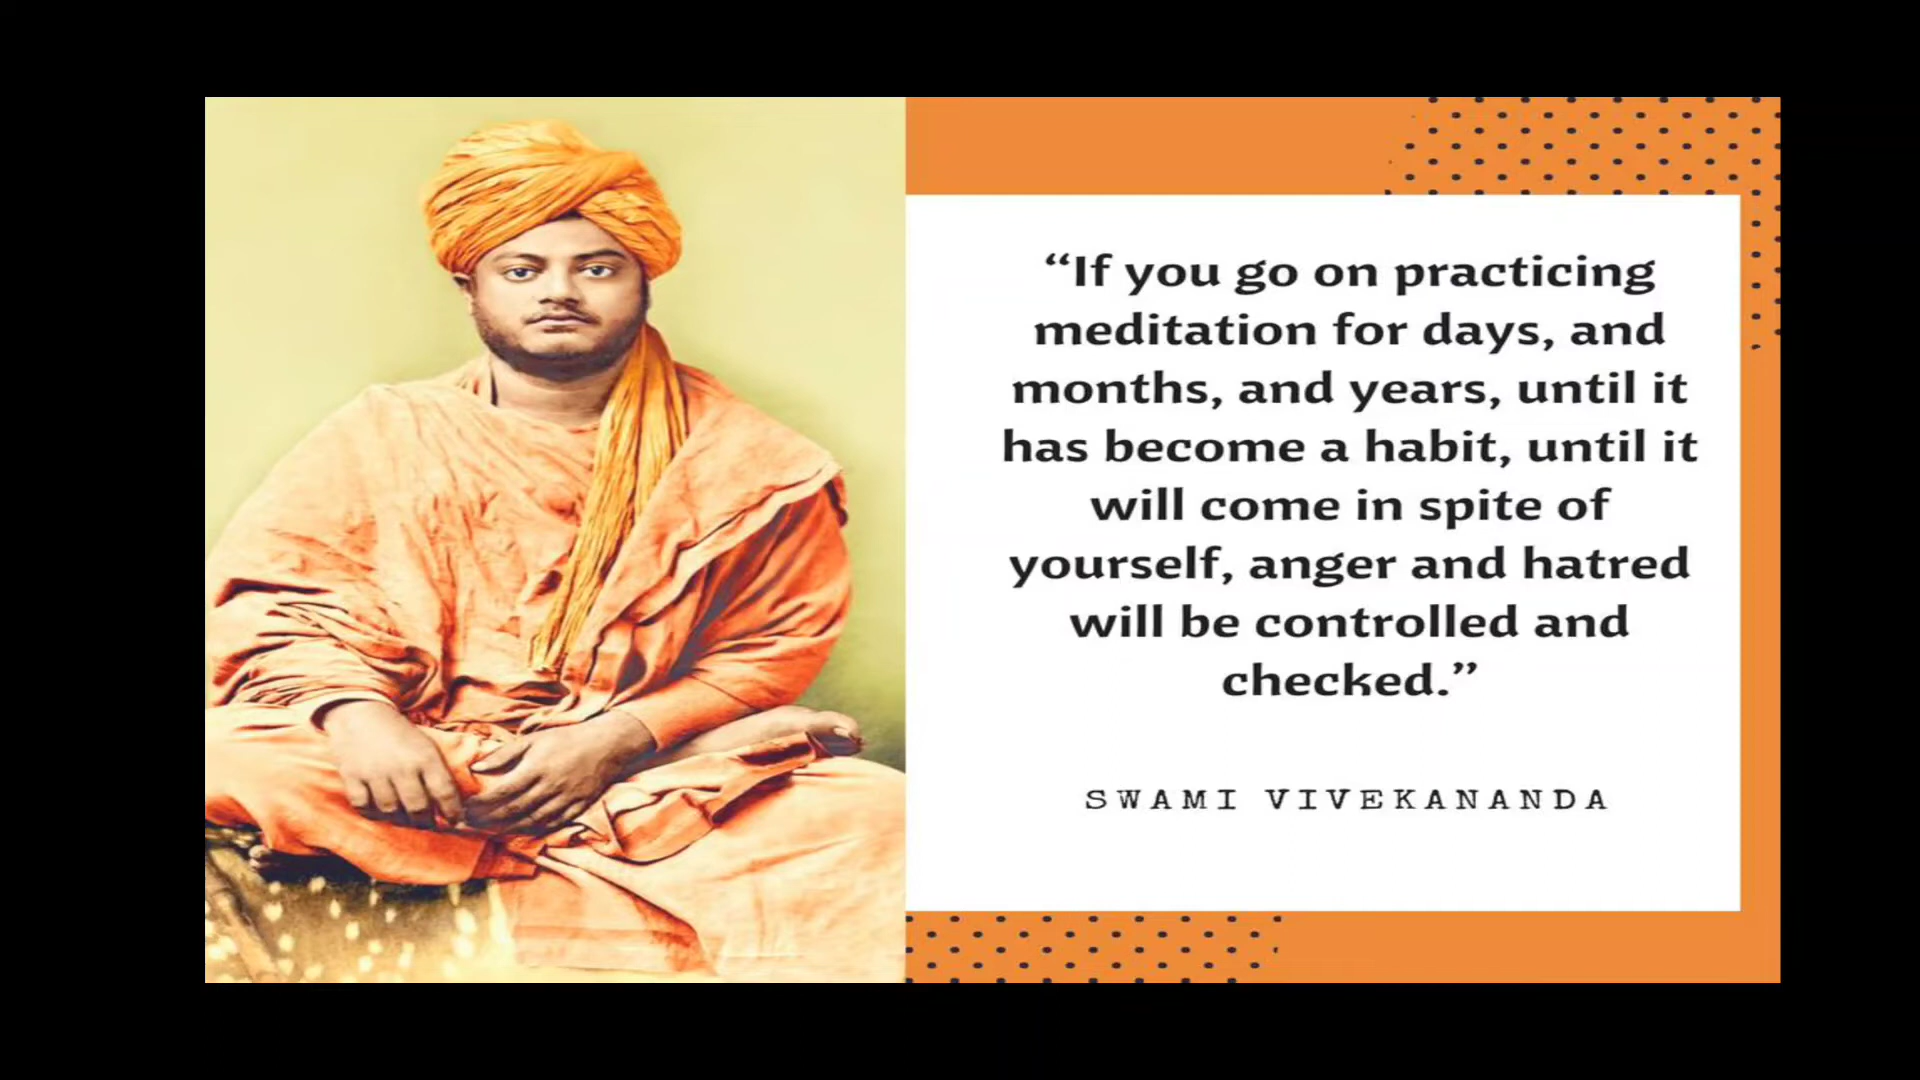 “If you go on practicing
meditation for days, and
months, and years, until it
has become a habit, until it
will come in spite of
yourself, anger and hatred
will be controlled and
checked.”
SWAMI VIVEKANANDA